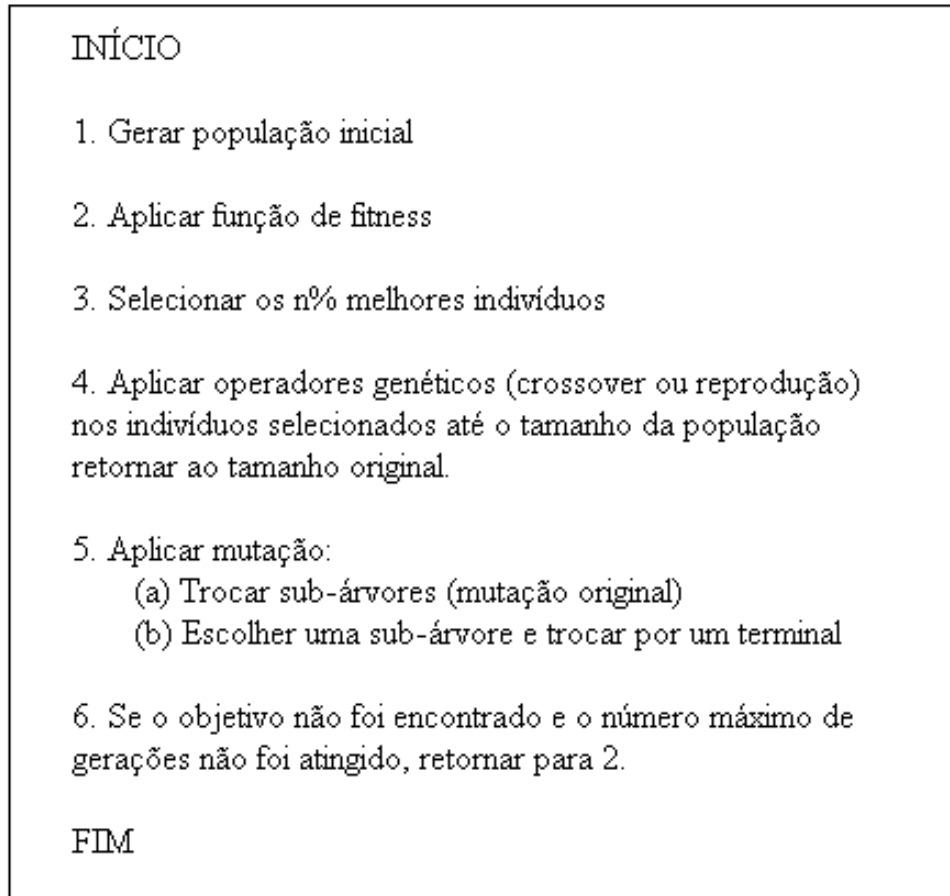 INÍCIO
1. Gerar população inicial
2. Aplicar função de fitness
3. Selecionar os n% melhores indivíduos
4. Aplicar operadores genéticos (crossover ou reprodução)
nos indivíduos selecionados até o tamanho da população
retornar ao tamanho original.
5. Aplicar mutação:
(a) Trocar sub-árvores (mutação original)
(b) Escolher uma sub-árvore e trocar por um terminal
6. Se o objetivo não foi encontrado e o número máximo de
gerações não foi atingido, retornar para 2.
FIM